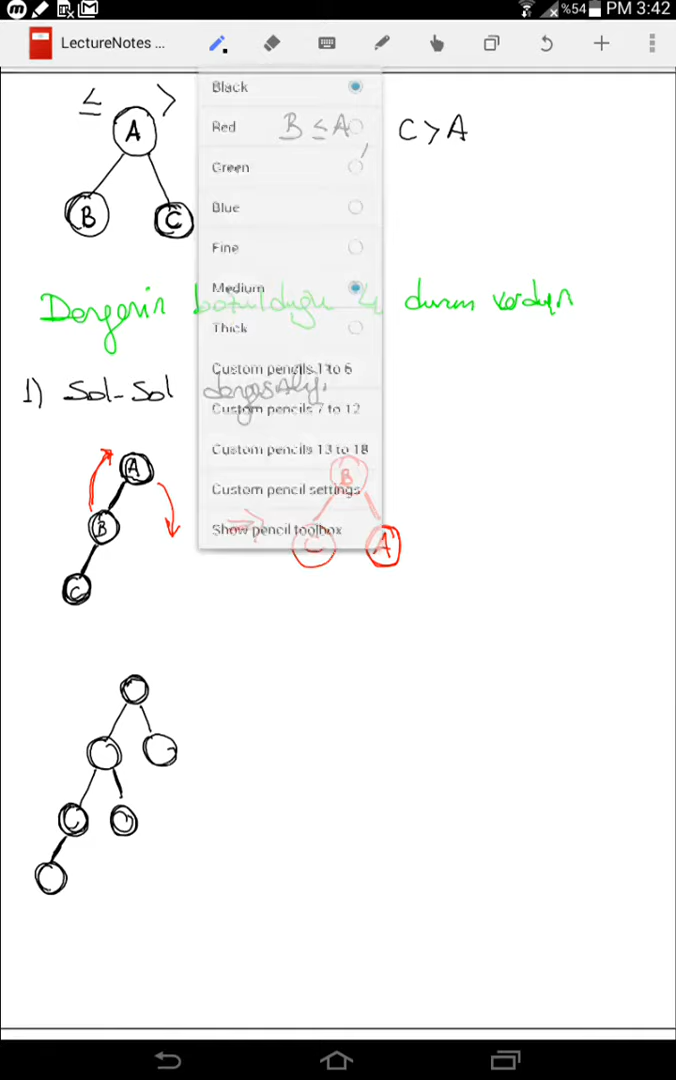 %54 PM 3:42
LectureNotes ...
≤ >
A
B C
B ≤ A , C > A
Black
Red
Green
Blue
Fine
Medium
Thick
Custom pencils 1 to 6
Custom pencils 7 to 12
Custom pencils 13 to 18
Custom pencil settings
Show pencil toolbox
Dengenin bozulduğu 4 durum vardır
1) Sol-Sol
A
B
C
B
C A